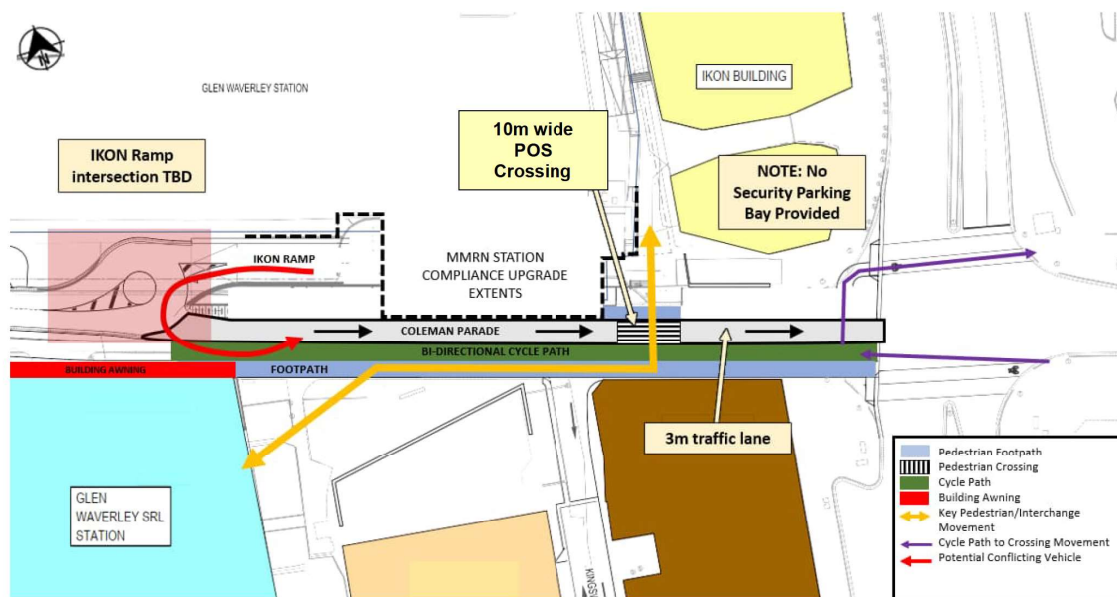 N
GLEN WAVERLEY STATION
IKON BUILDING
10m wide
POS
Crossing
IKON Ramp
intersection TBD
NOTE: No
Security Parking
Bay Provided
IKON RAMP
MMRN STATION
COMPLIANCE UPGRADE
EXTENTS
COLEMAN PARADE
BI-DIRECTIONAL CYCLE PATH
BUILDING AWNING
FOOTPATH
3m traffic lane
GLEN
WAVERLEY SRL
STATION
Pedestrian Footpath
Pedestrian Crossing
Cycle Path
Building Awning
Key Pedestrian/Interchange
Movement
Cycle Path to Crossing Movement
Potential Conflicting Vehicle